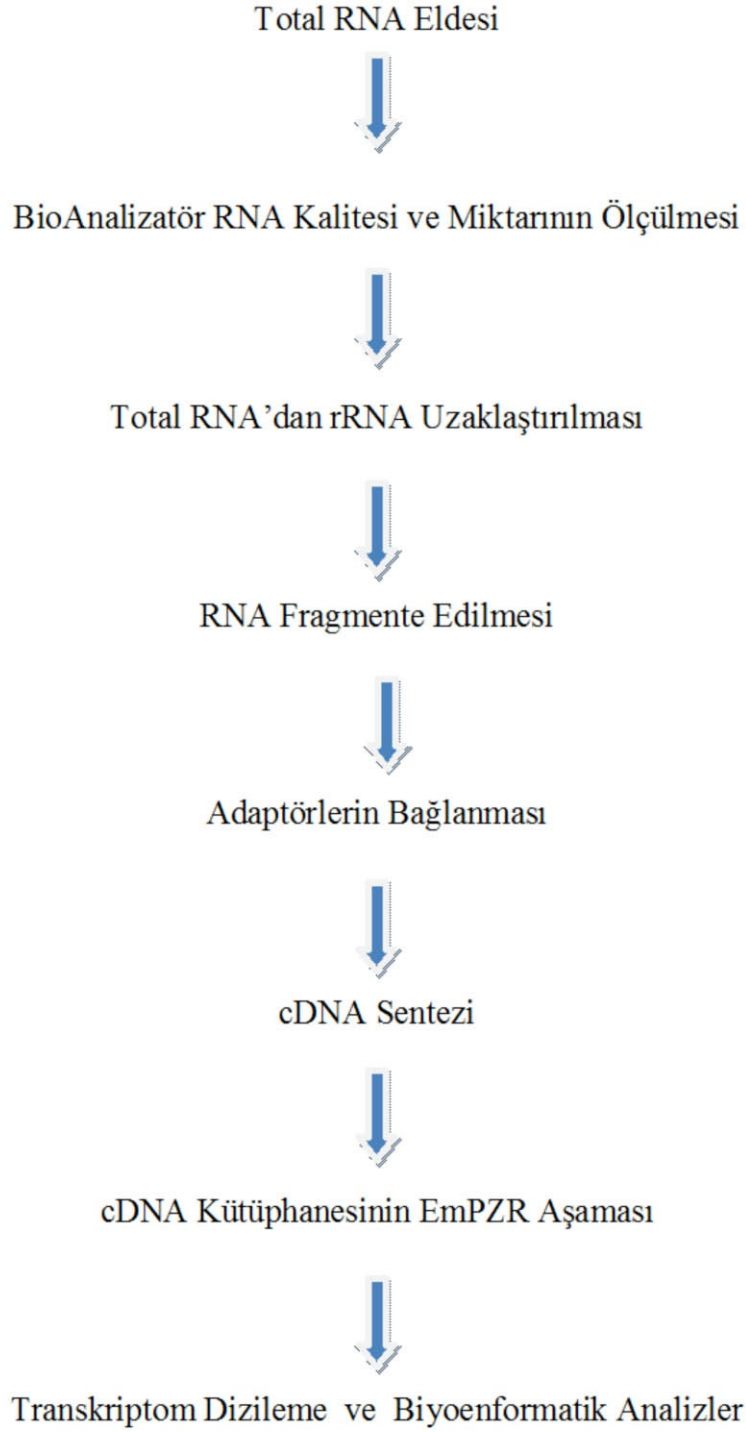 Total RNA Eldesi
BioAnalizatör RNA Kalitesi ve Miktarının Ölçülmesi
Total RNA’dan rRNA Uzaklaştırılması
RNA Fragmente Edilmesi
Adaptörlerin Bağlanması
cDNA Sentezi
cDNA Kütüphanesinin EmPZR Aşaması
Transkriptom Dizileme ve Biyoenformatik Analizler